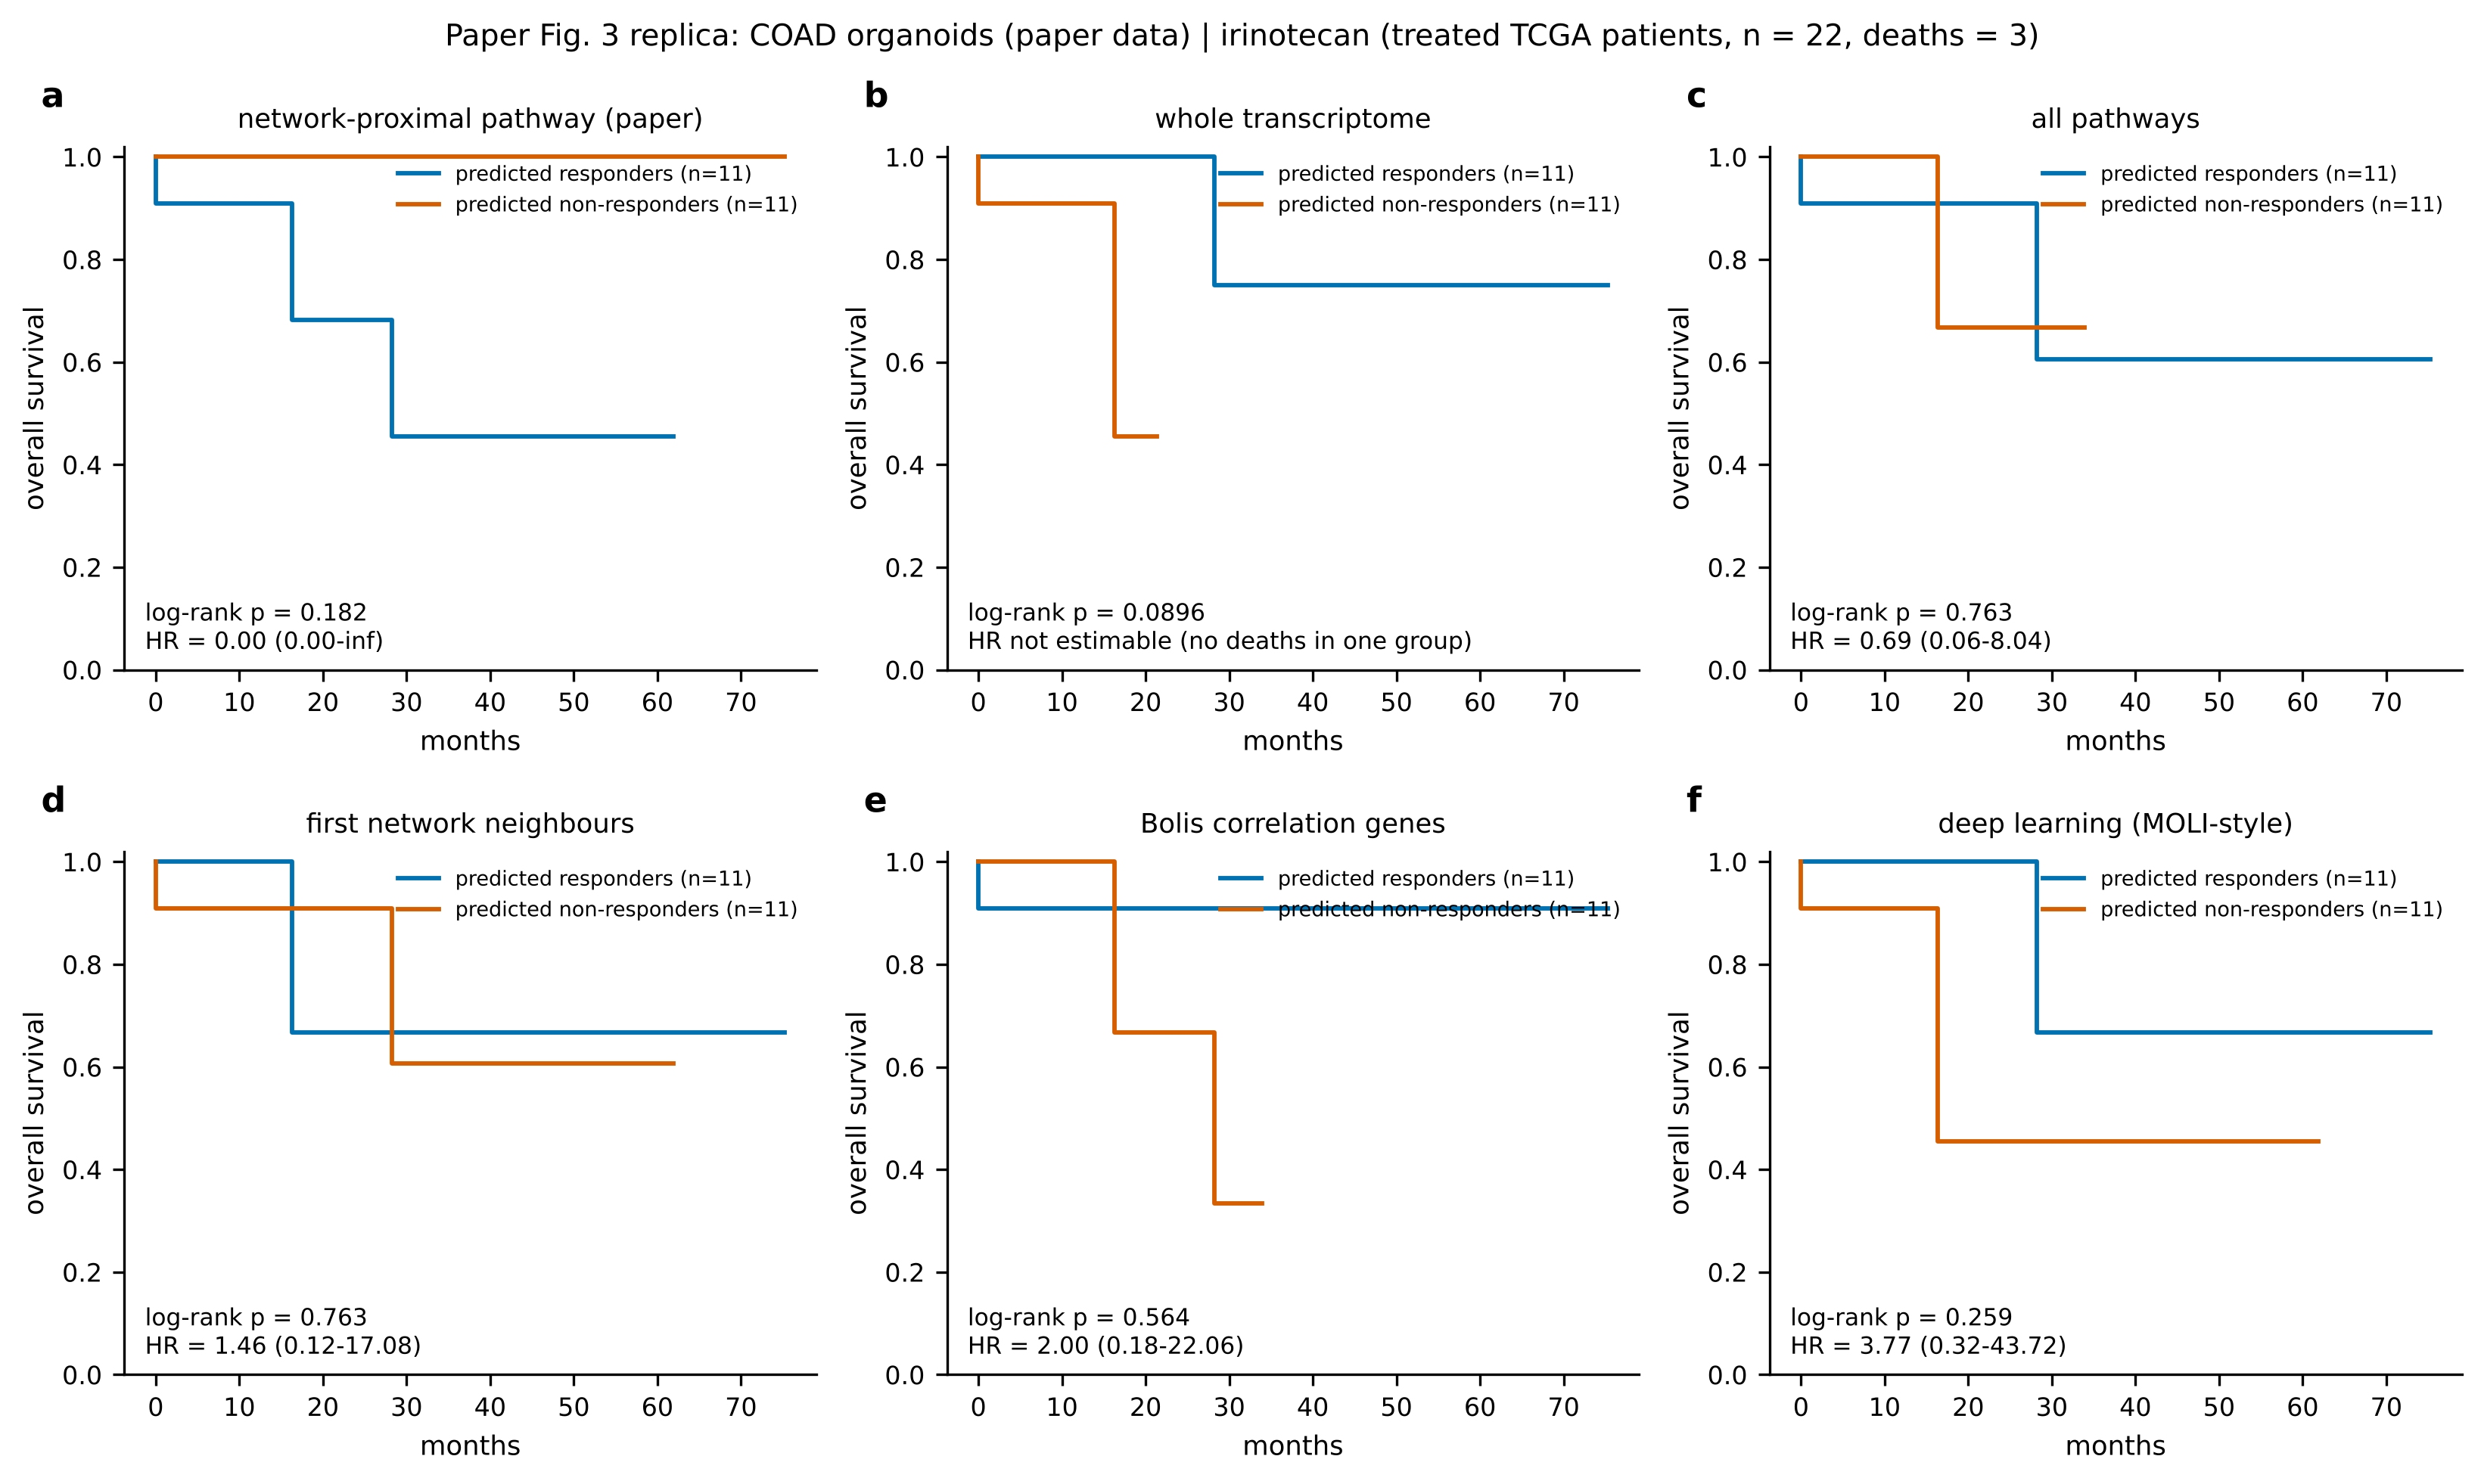 Paper Fig. 3 replica: COAD organoids (paper data) | irinotecan (treated TCGA patients, n = 22, deaths = 3)
a
network-proximal pathway (paper)
predicted responders (n=11)
predicted non-responders (n=11)
overall survival
1.0
0.8
0.6
0.4
0.2
0.0
log-rank p = 0.182
HR = 0.00 (0.00-inf)
0 10 20 30 40 50 60 70
months
b
whole transcriptome
predicted responders (n=11)
predicted non-responders (n=11)
overall survival
1.0
0.8
0.6
0.4
0.2
0.0
log-rank p = 0.0896
HR not estimable (no deaths in one group)
0 10 20 30 40 50 60 70
months
c
all pathways
predicted responders (n=11)
predicted non-responders (n=11)
overall survival
1.0
0.8
0.6
0.4
0.2
0.0
log-rank p = 0.763
HR = 0.69 (0.06-8.04)
0 10 20 30 40 50 60 70
months
d
first network neighbours
predicted responders (n=11)
predicted non-responders (n=11)
overall survival
1.0
0.8
0.6
0.4
0.2
0.0
log-rank p = 0.763
HR = 1.46 (0.12-17.08)
0 10 20 30 40 50 60 70
months
e
Bolis correlation genes
predicted responders (n=11)
predicted non-responders (n=11)
overall survival
1.0
0.8
0.6
0.4
0.2
0.0
log-rank p = 0.564
HR = 2.00 (0.18-22.06)
0 10 20 30 40 50 60 70
months
f
deep learning (MOLI-style)
predicted responders (n=11)
predicted non-responders (n=11)
overall survival
1.0
0.8
0.6
0.4
0.2
0.0
log-rank p = 0.259
HR = 3.77 (0.32-43.72)
0 10 20 30 40 50 60 70
months